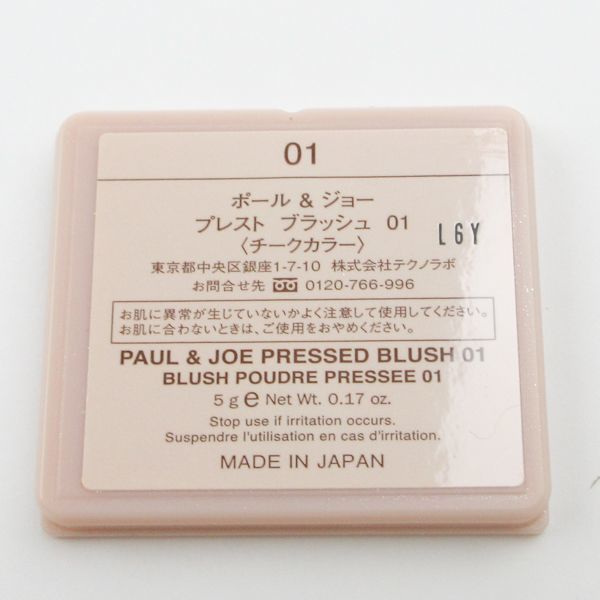 01
ポール & ジョー
プレスト ブラッシュ 01
〈チークカラー〉
L6Y
東京都中央区銀座1-7-10 株式会社テクノラボ
お問合せ先 0120-766-996
お肌に異常が生じていないかよく注意して使用してください。
お肌に合わないときは、ご使用をおやめください。
PAUL & JOE PRESSED BLUSH 01
BLUSH POUDRE PRESSEE 01
5 g e Net Wt. 0.17 oz.
Stop use if irritation occurs.
Suspendre l'utilisation en cas d'irritation.
MADE IN JAPAN